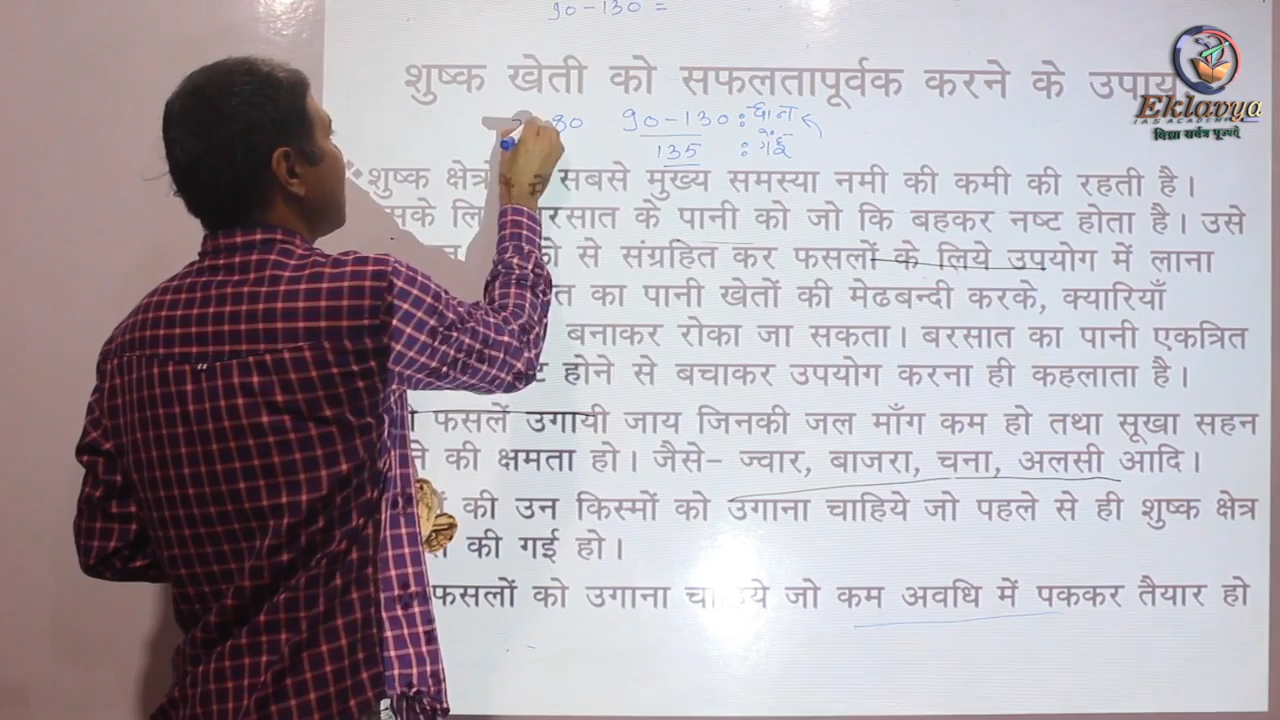 90-130 =
शुष्क खेती को सफलतापूर्वक करने के उपाय
80 90-130 : धान
135 : गेहूँ
शुष्क क्षेत्रों में सबसे मुख्य समस्या नमी की कमी की रहती है।
के पानी को जो कि बहकर नष्ट होता है। उसे
से संग्रहित कर फसलों के लिये उपयोग में लाना
का पानी खेतों की मेढबन्दी करके, क्यारियाँ
बनाकर रोका जा सकता। बरसात का पानी एकत्रित
होने से बचाकर उपयोग करना ही कहलाता है।
फसलें उगायी जाय जिनकी जल माँग कम हो तथा सूखा सहन
की क्षमता हो। जैसे- ज्वार, बाजरा, चना, अलसी आदि।
की उन किस्मों को उगाना चाहिये जो पहले से ही शुष्क क्षेत्र
की गई हो।
फसलों को उगाना चाहिये जो कम अवधि में पककर तैयार हो
Eklavya
IAS ACADEMY
विद्या सर्वत्र पूज्यते